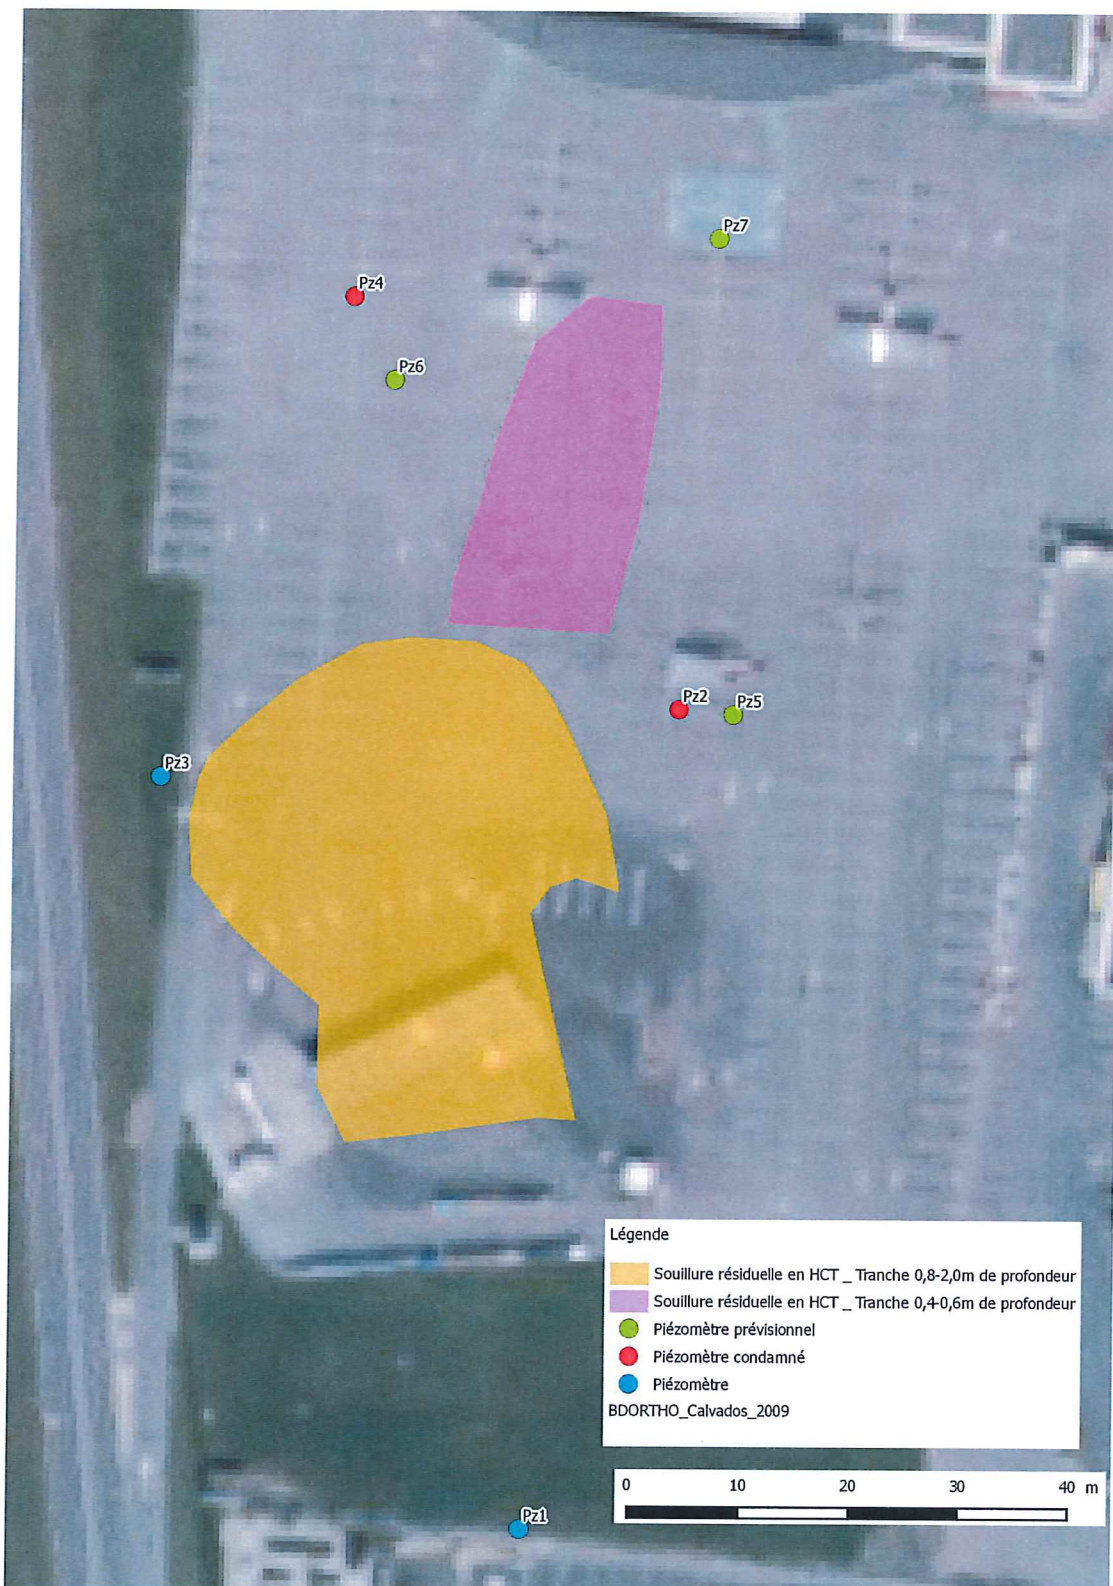 Pz7
Pz4
Pz6
Pz2
Pz5
Pz3
Légende
Souillure résiduelle en HCT _ Tranche 0,8-2,0m de profondeur
Souillure résiduelle en HCT _ Tranche 0,4-0,6m de profondeur
Piézomètre prévisionnel
Piézomètre condamné
Piézomètre
BDORTHO_Calvados_2009
0 10 20 30 40 m
Pz1